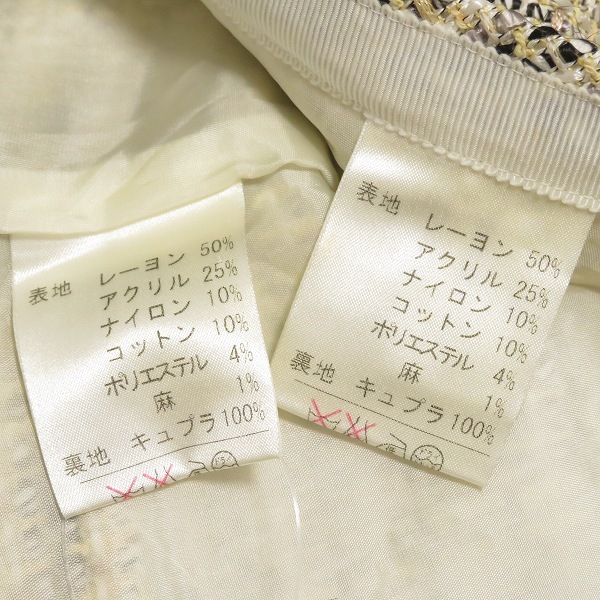 表地 レーヨン 50%
アクリル 25%
ナイロン 10%
コットン 10%
ポリエステル 4%
麻 1%
裏地 キュプラ 100%
表地 レーヨン 50%
アクリル 25%
ナイロン 10%
コットン 10%
ポリエステル 4%
麻 1%
裏地 キュプラ 100%
ドライ